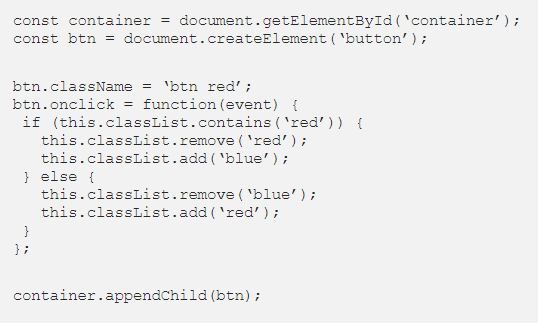 const container = document.getElementById(‘container’);
const btn = document.createElement(‘button’);
btn.className = ‘btn red’;
btn.onclick = function(event) {
if (this.classList.contains(‘red’)) {
this.classList.remove(‘red’);
this.classList.add(‘blue’);
} else {
this.classList.remove(‘blue’);
this.classList.add(‘red’);
}
};
container.appendChild(btn);